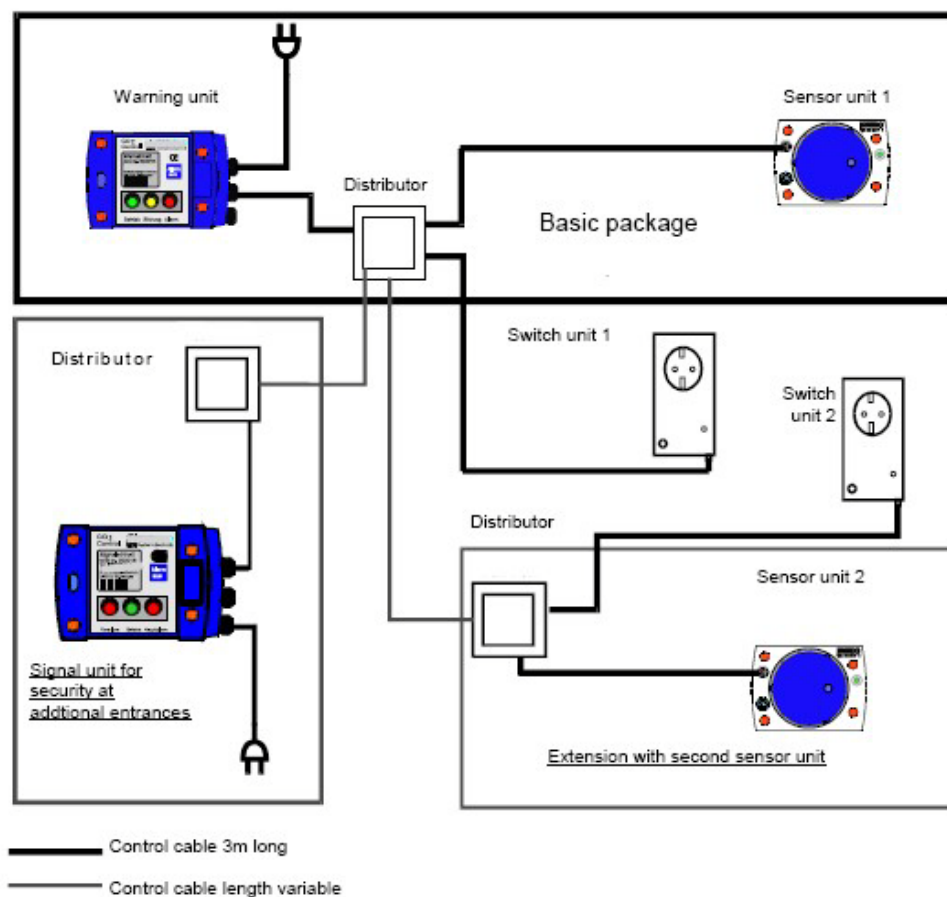 Warning unit
Sensor unit 1
Distributor
Basic package
Switch unit 1
Distributor
Switch
unit 2
Distributor
Sensor unit 2
Signal unit for
security at
addtional entrances
Extension with second sensor unit
Control cable 3m long
Control cable length variable